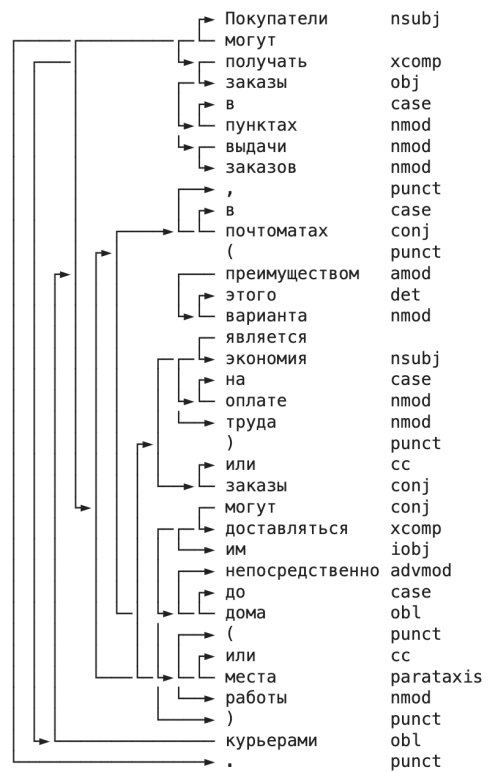 Покупатели nsubj
могут
получать xcomp
заказы obj
в case
пунктах nmod
выдачи nmod
заказов nmod
, punct
в case
почтоматах conj
( punct
преимуществом amod
этого det
варианта nmod
является
экономия nsubj
на case
оплате nmod
труда nmod
) punct
или cc
заказы conj
могут conj
доставляться xcomp
им iobj
непосредственно advmod
до case
дома obl
( punct
или cc
места parataxis
работы nmod
) punct
курьерами obl
. punct